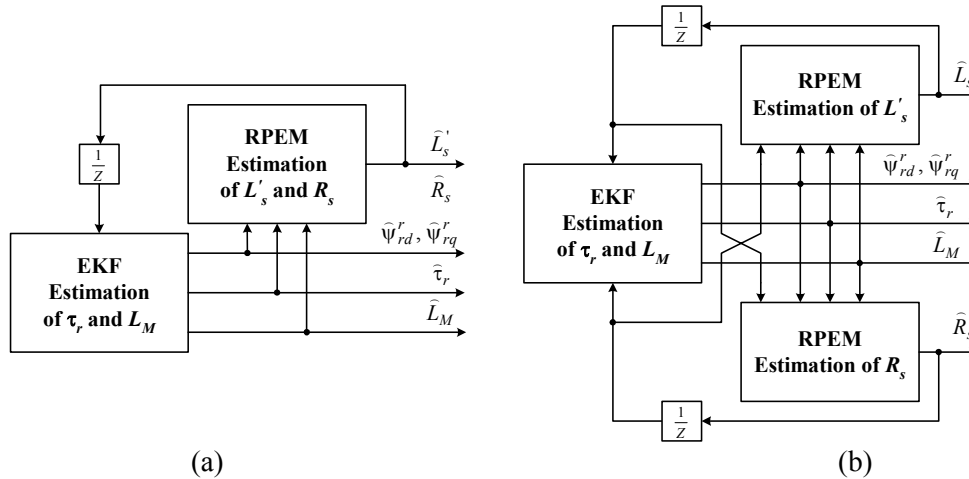 1/Z
RPEM
Estimation
of L's and Rs
L̂'s
R̂s
EKF
Estimation
of τr and LM
ψ̂rrd, ψ̂rrq
τ̂r
L̂M
(a)
1/Z
RPEM
Estimation of L's
L̂s
EKF
Estimation
of τr and LM
ψ̂rrd, ψ̂rrq
τ̂r
L̂M
RPEM
Estimation of Rs
R̂s
1/Z
(b)